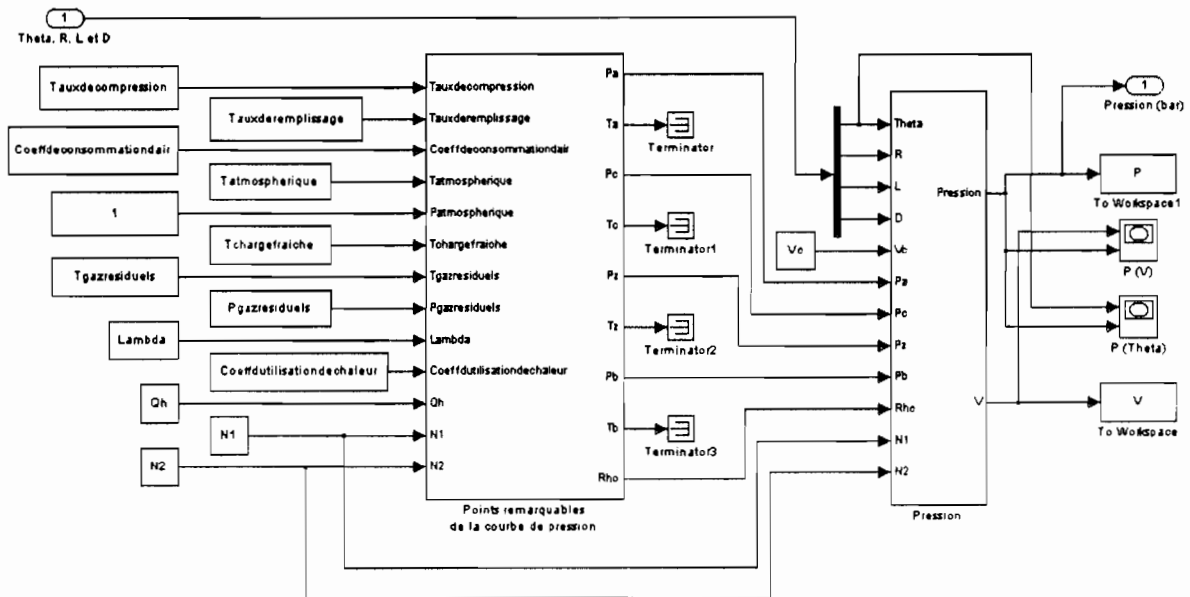 1
Theta, R, L et D
Tauxdecompression
Tauxderemplissage
Coeffdeconsommationdair
Tatmospherique
1
Tchargefraiche
Tgazresiduels
Pgazresiduels
Lambda
Coeffdutilisationdechaleur
Qh
N1
N2
Tauxdecompression
Tauxderemplissage
Coeffdeconsommationdair
Tatmospherique
Patmospherique
Tchargefraiche
Tgazresiduels
Pgazresiduels
Lambda
Coeffdutilisationdechaleur
Qh
N1
N2
Pa
Ta
Pc
Tc
Pz
Tz
Pb
Tb
Rho
Points remarquables
de la courbe de pression
Terminator
Terminator1
Terminator2
Terminator3
Vc
Theta
R
L
D
Vc
Pa
Pc
Pz
Pb
Rho
N1
N2
Pression
V
Pression
1
Pression (bar)
P
To Workspace1
P (V)
P (Theta)
V
To Workspace